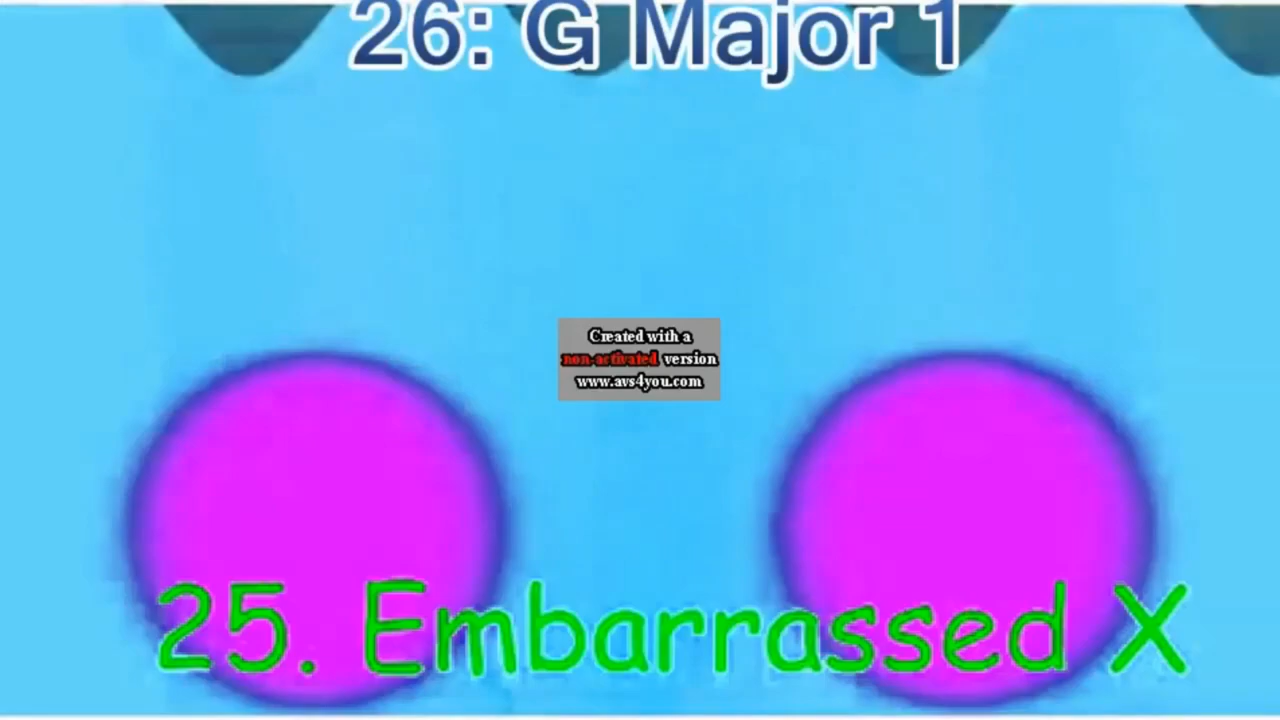 26: G Major 1
Created with a
non-activated version
www.avs4you.com
25. Embarrassed X